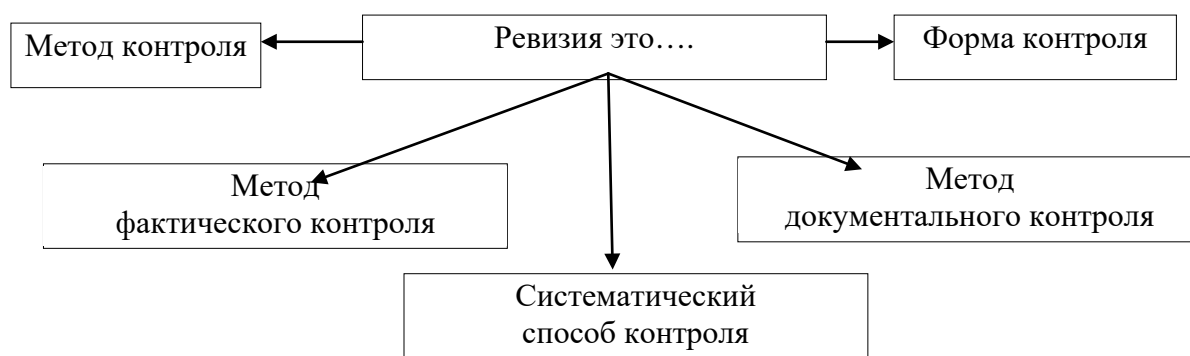 Метод контроля
Ревизия это….
Форма контроля
Метод
фактического контроля
Метод
документального контроля
Систематический
способ контроля